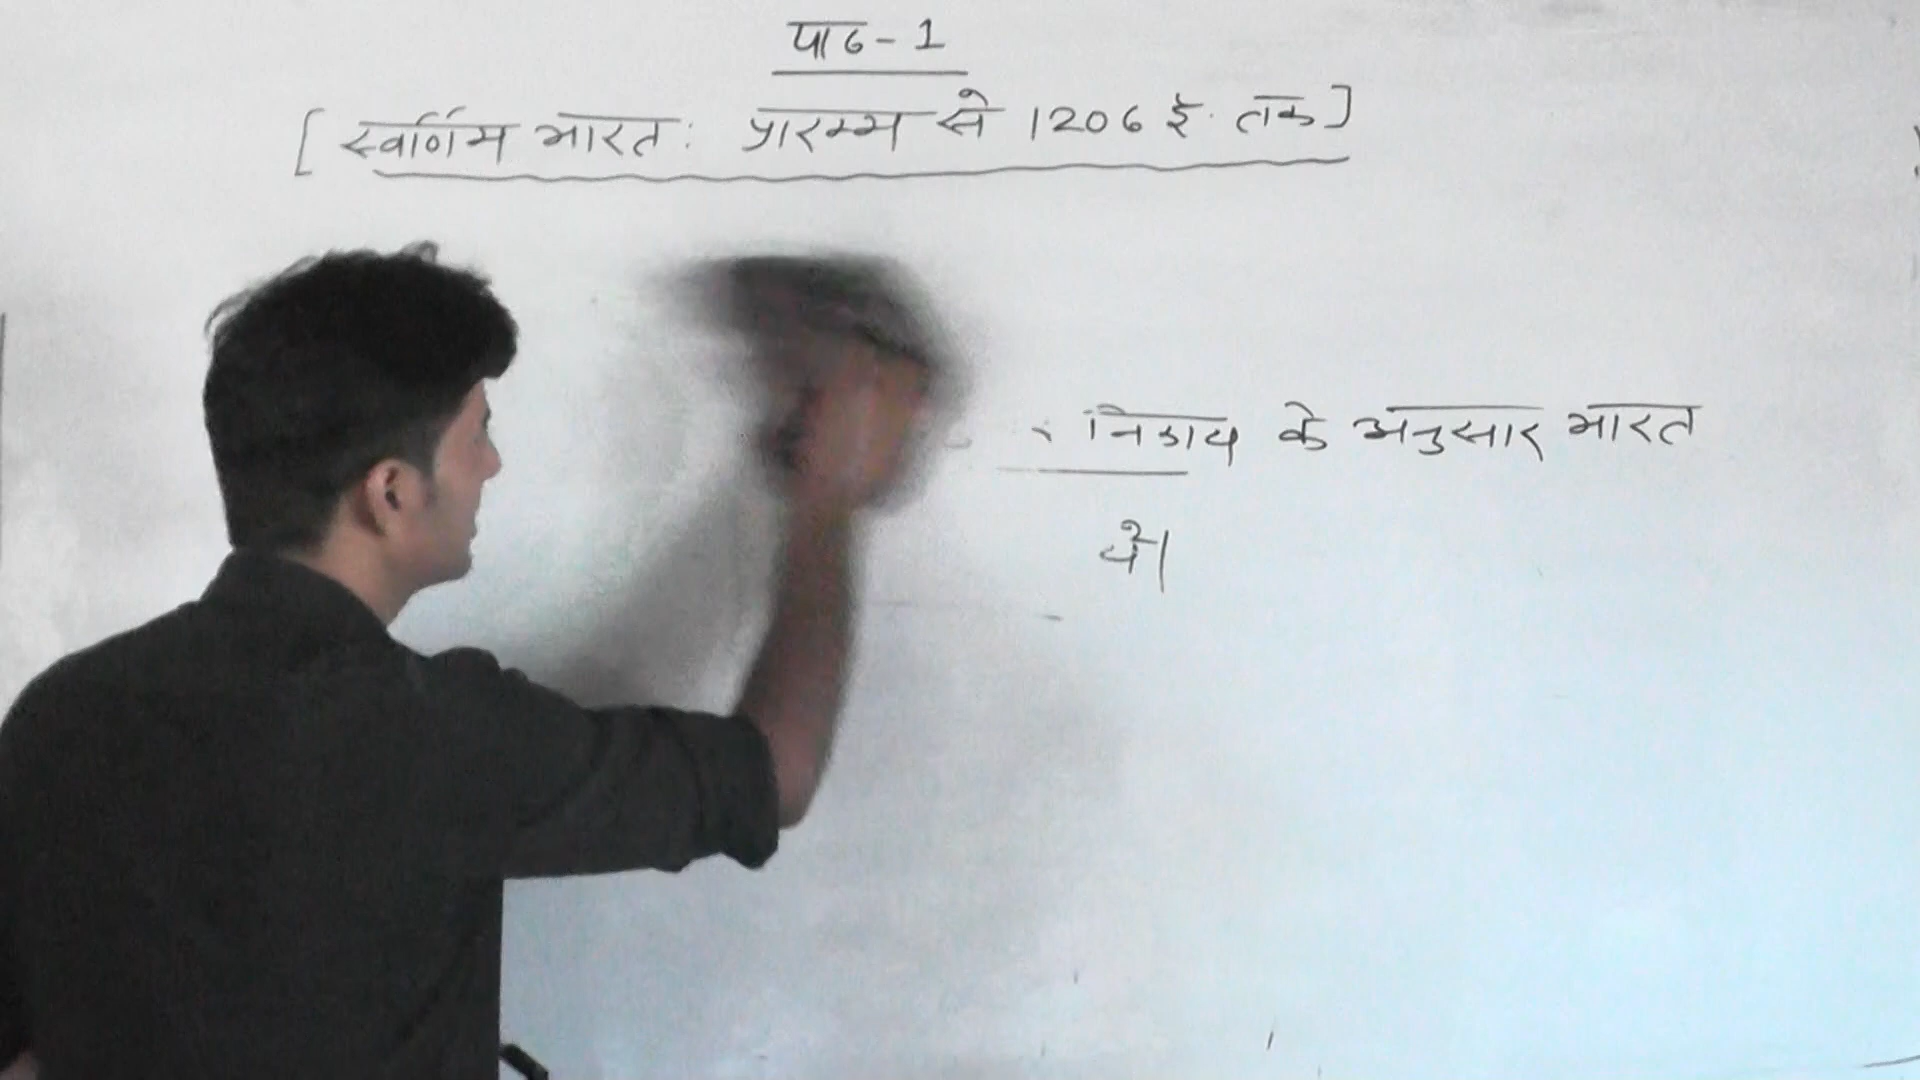 पाठ-1
[स्वर्णिम भारत: प्रारम्भ से 1206 ई. तक]
निकाय के अनुसार भारत
थे।